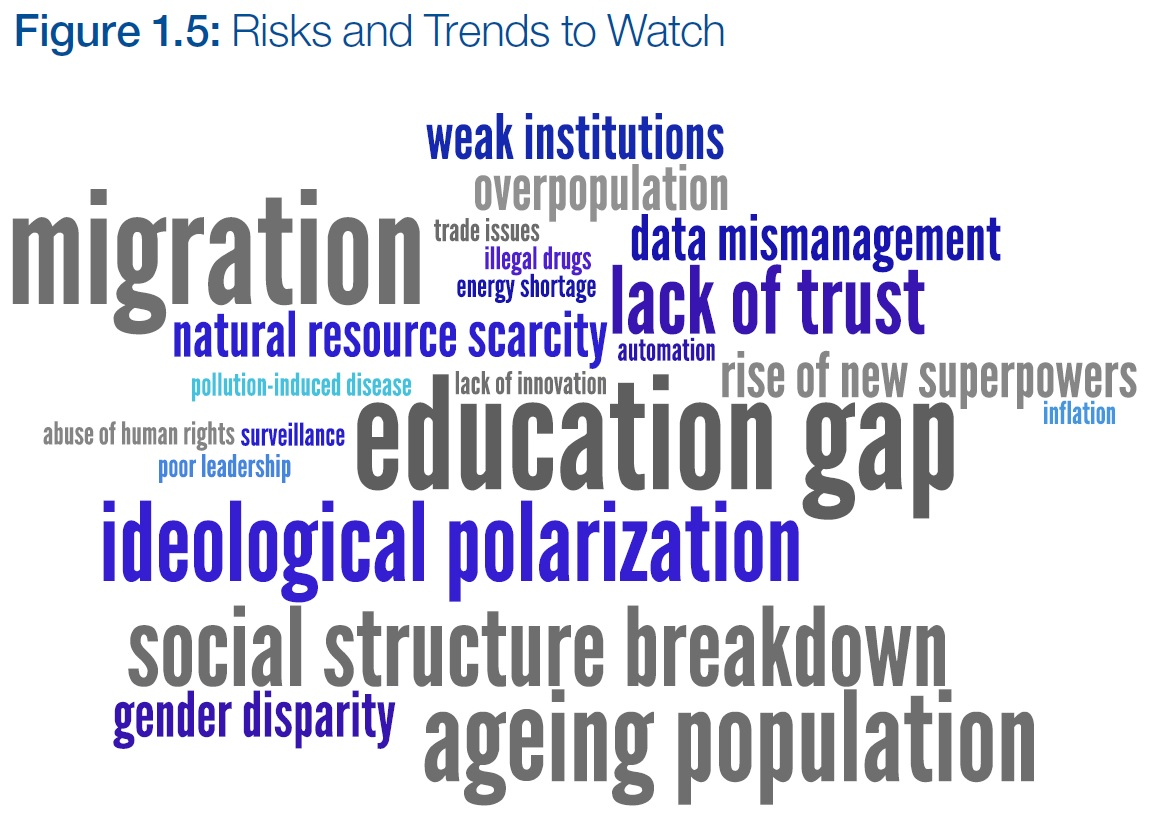 Figure 1.5: Risks and Trends to Watch
weak institutions
overpopulation
migration
trade issues
data mismanagement
illegal drugs
energy shortage
lack of trust
natural resource scarcity
automation
rise of new superpowers
pollution-induced disease
lack of innovation
inflation
education gap
abuse of human rights
surveillance
poor leadership
ideological polarization
social structure breakdown
gender disparity
ageing population